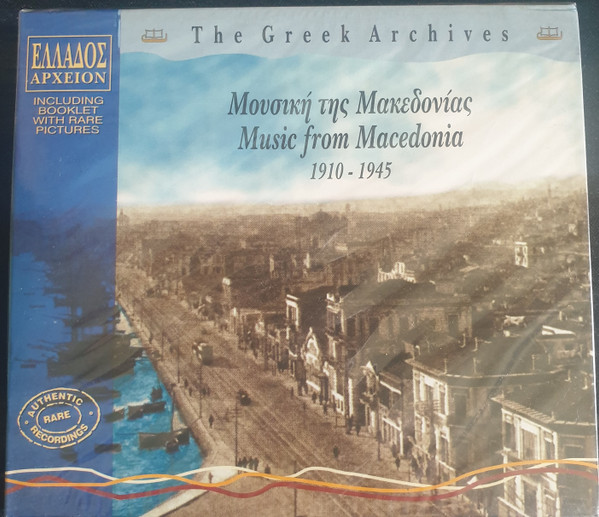 The Greek Archives
ΕΛΛΑΔΟΣ
ΑΡΧΕΙΟΝ
INCLUDING
BOOKLET
WITH RARE
PICTURES
Μουσική της Μακεδονίας
Music from Macedonia
1910 - 1945
AUTHENTIC
RARE
RECORDINGS